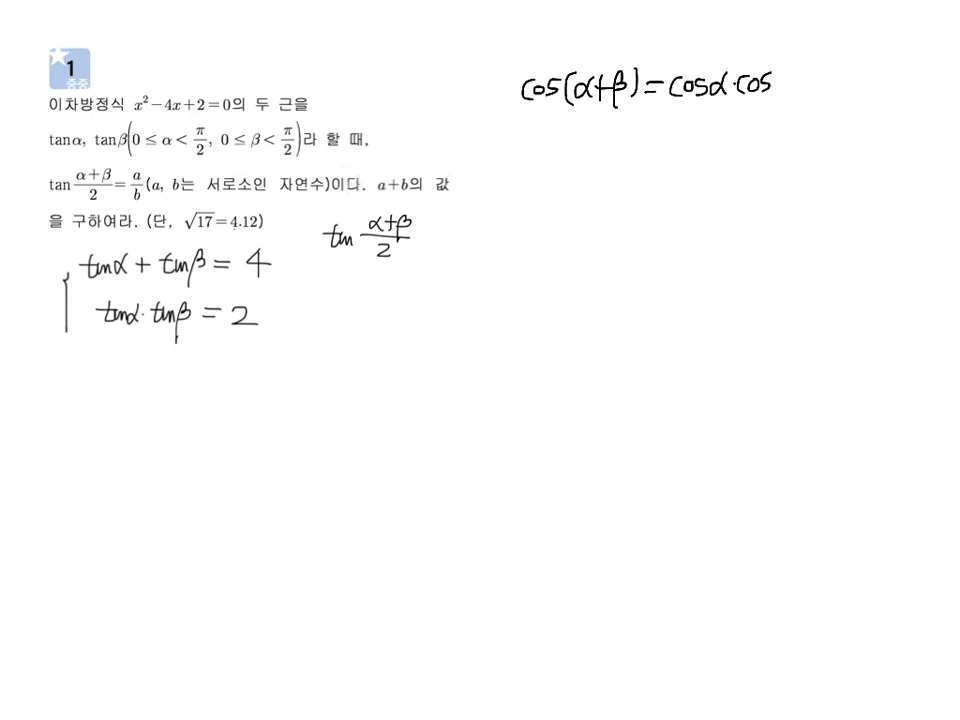 1
쭌쭌
이차방정식 x²-4x+2=0의 두 근을
tanα, tanβ(0≤α<π/2, 0≤β<π/2)라 할 때,
tan (α+β)/2 = a/b (a, b는 서로소인 자연수)이다. a+b의 값
을 구하여라. (단, √17=4.12)
tan (α+β)/2
tanα + tanβ = 4
tanα·tanβ = 2
cos(α+β)=cosα·cos